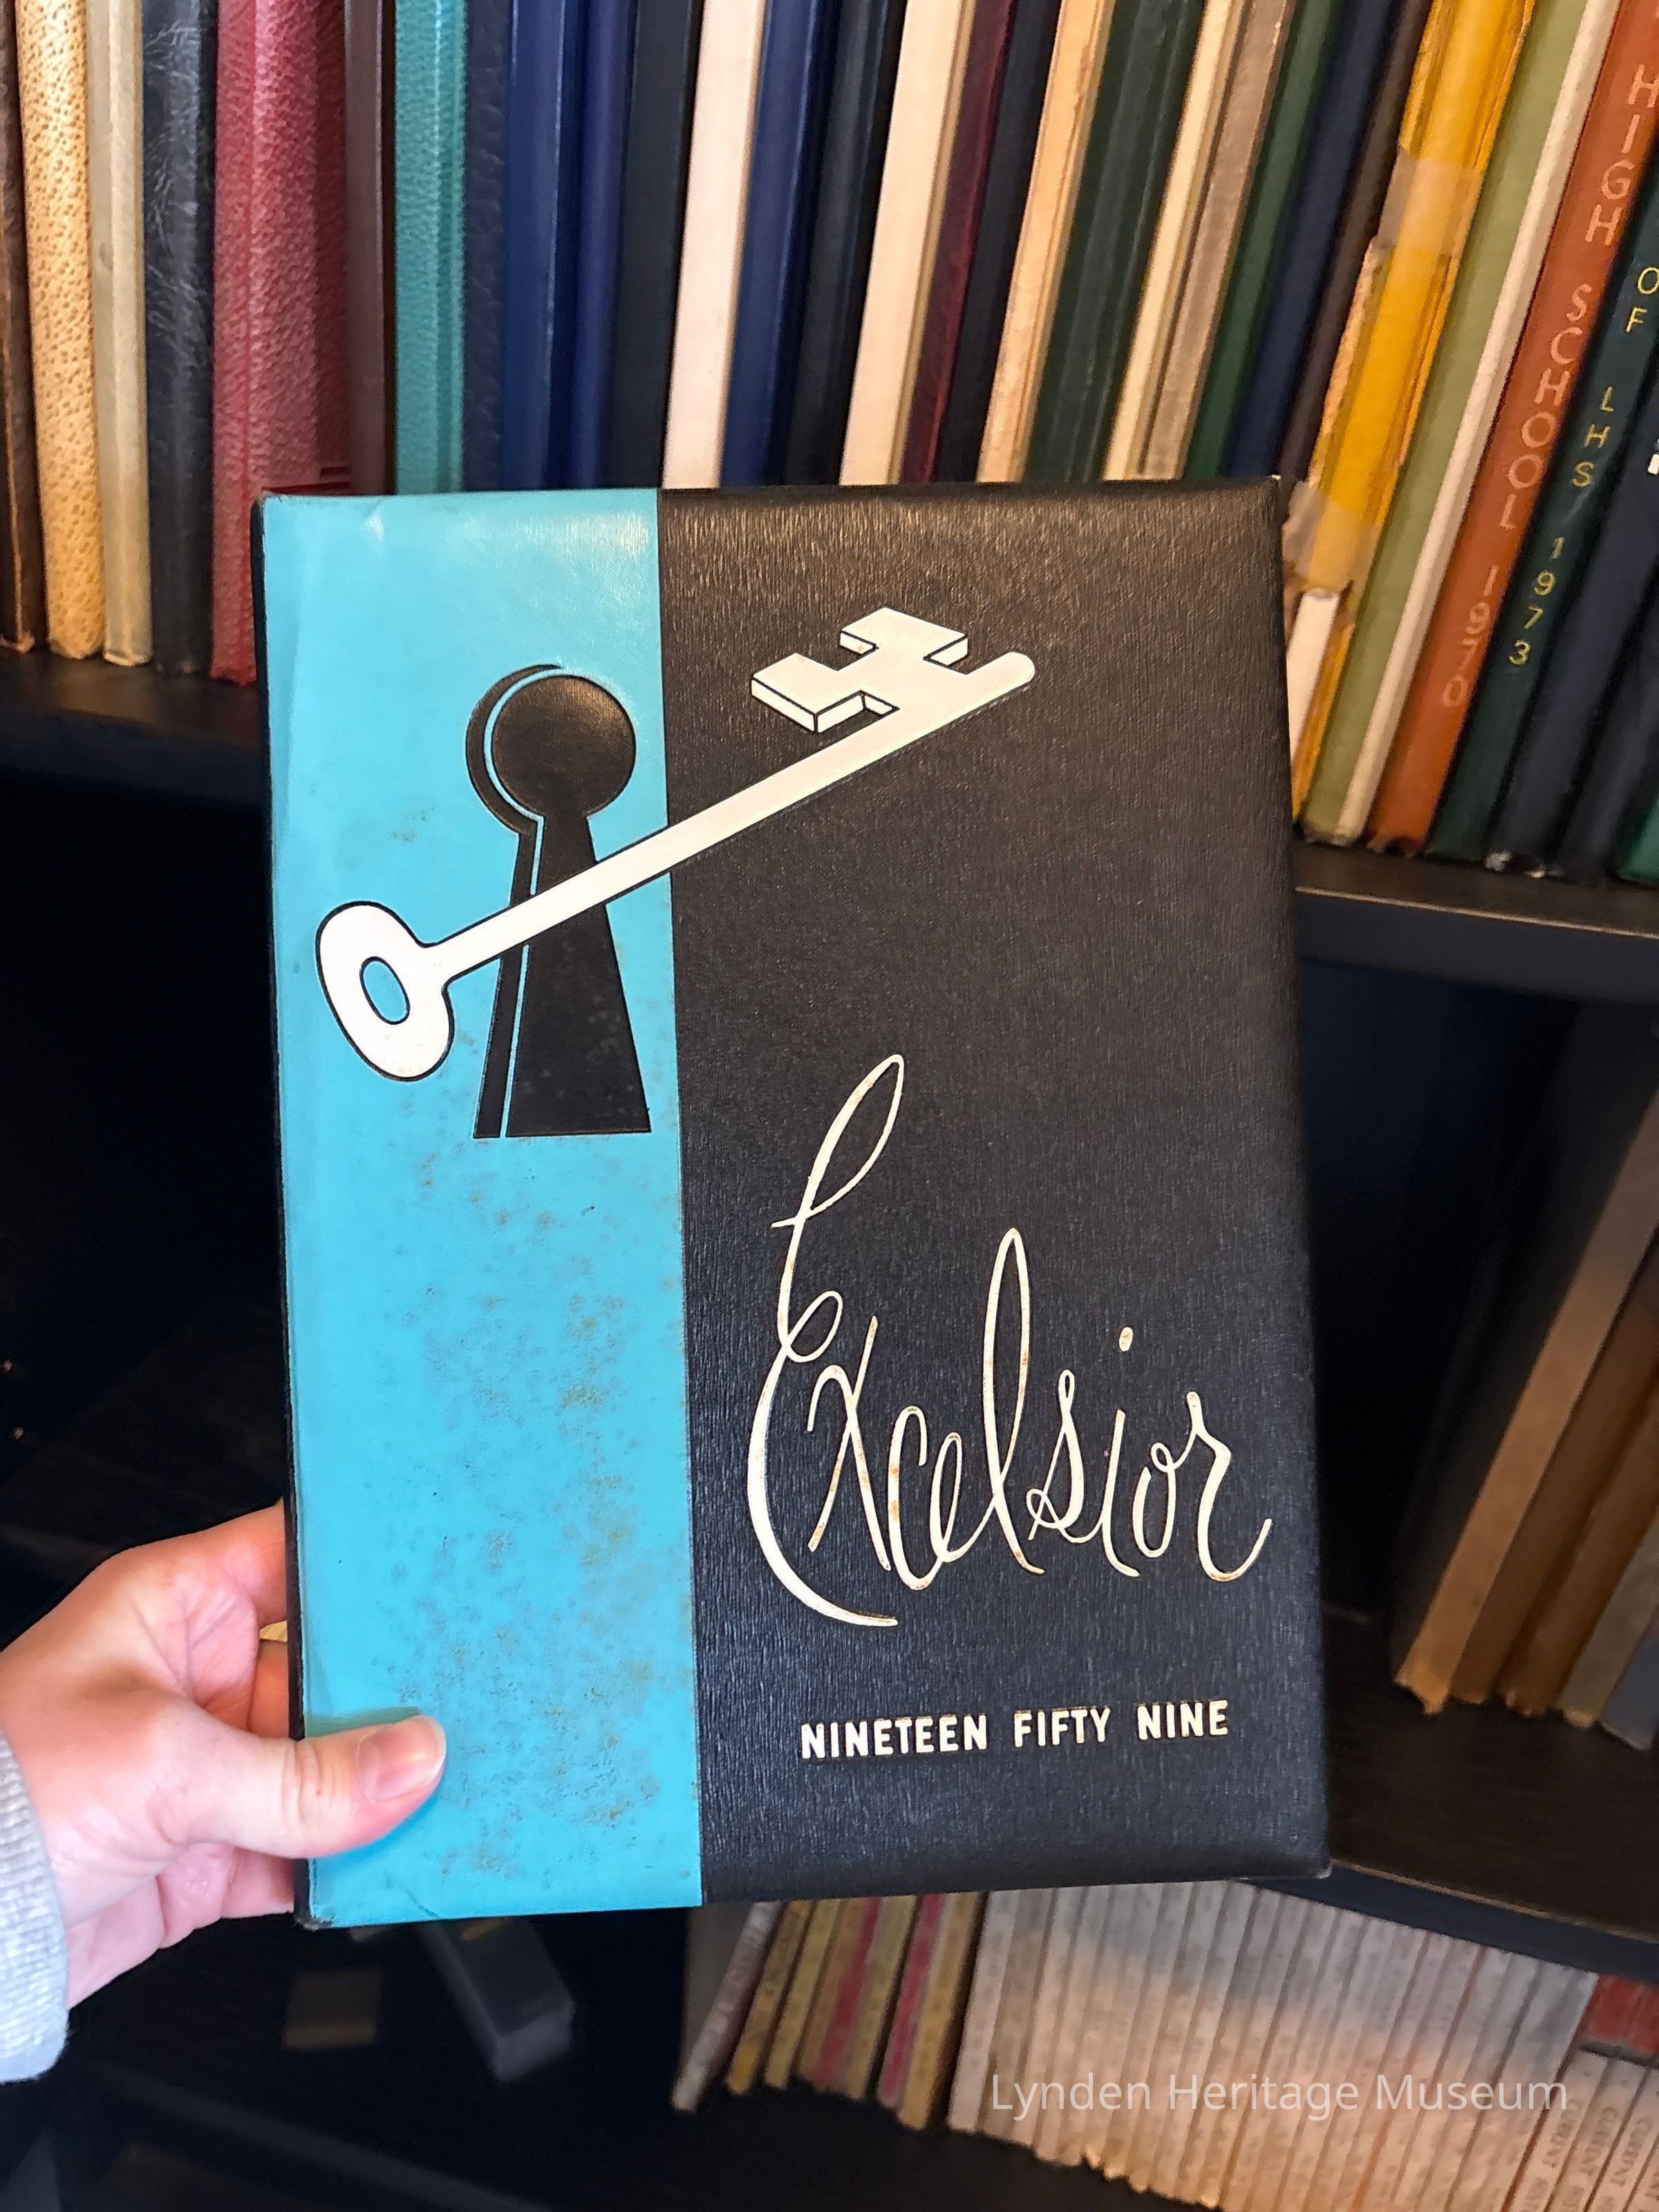 HIGH SCHOOL 1970
OF LHS 1973
Excelsior
NINETEEN FIFTY NINE
Lynden Heritage Museum